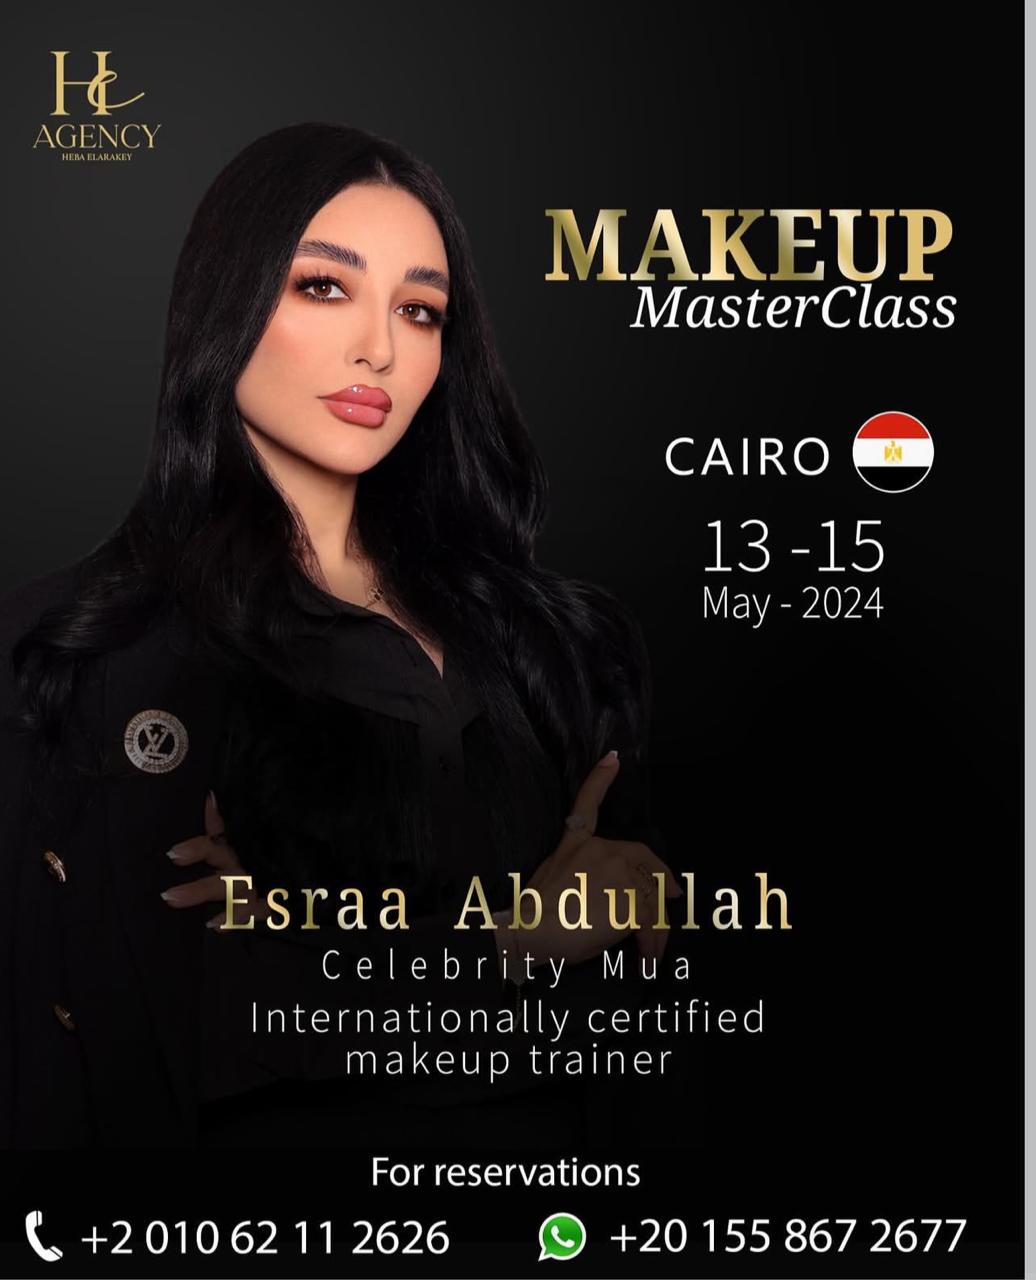 HE
AGENCY
HEBA ELARAKEY
MAKEUP
MasterClass
CAIRO
13 -15
May - 2024
Esraa Abdullah
Celebrity Mua
Internationally certified
makeup trainer
For reservations
+2 010 62 11 2626
+20 155 867 2677